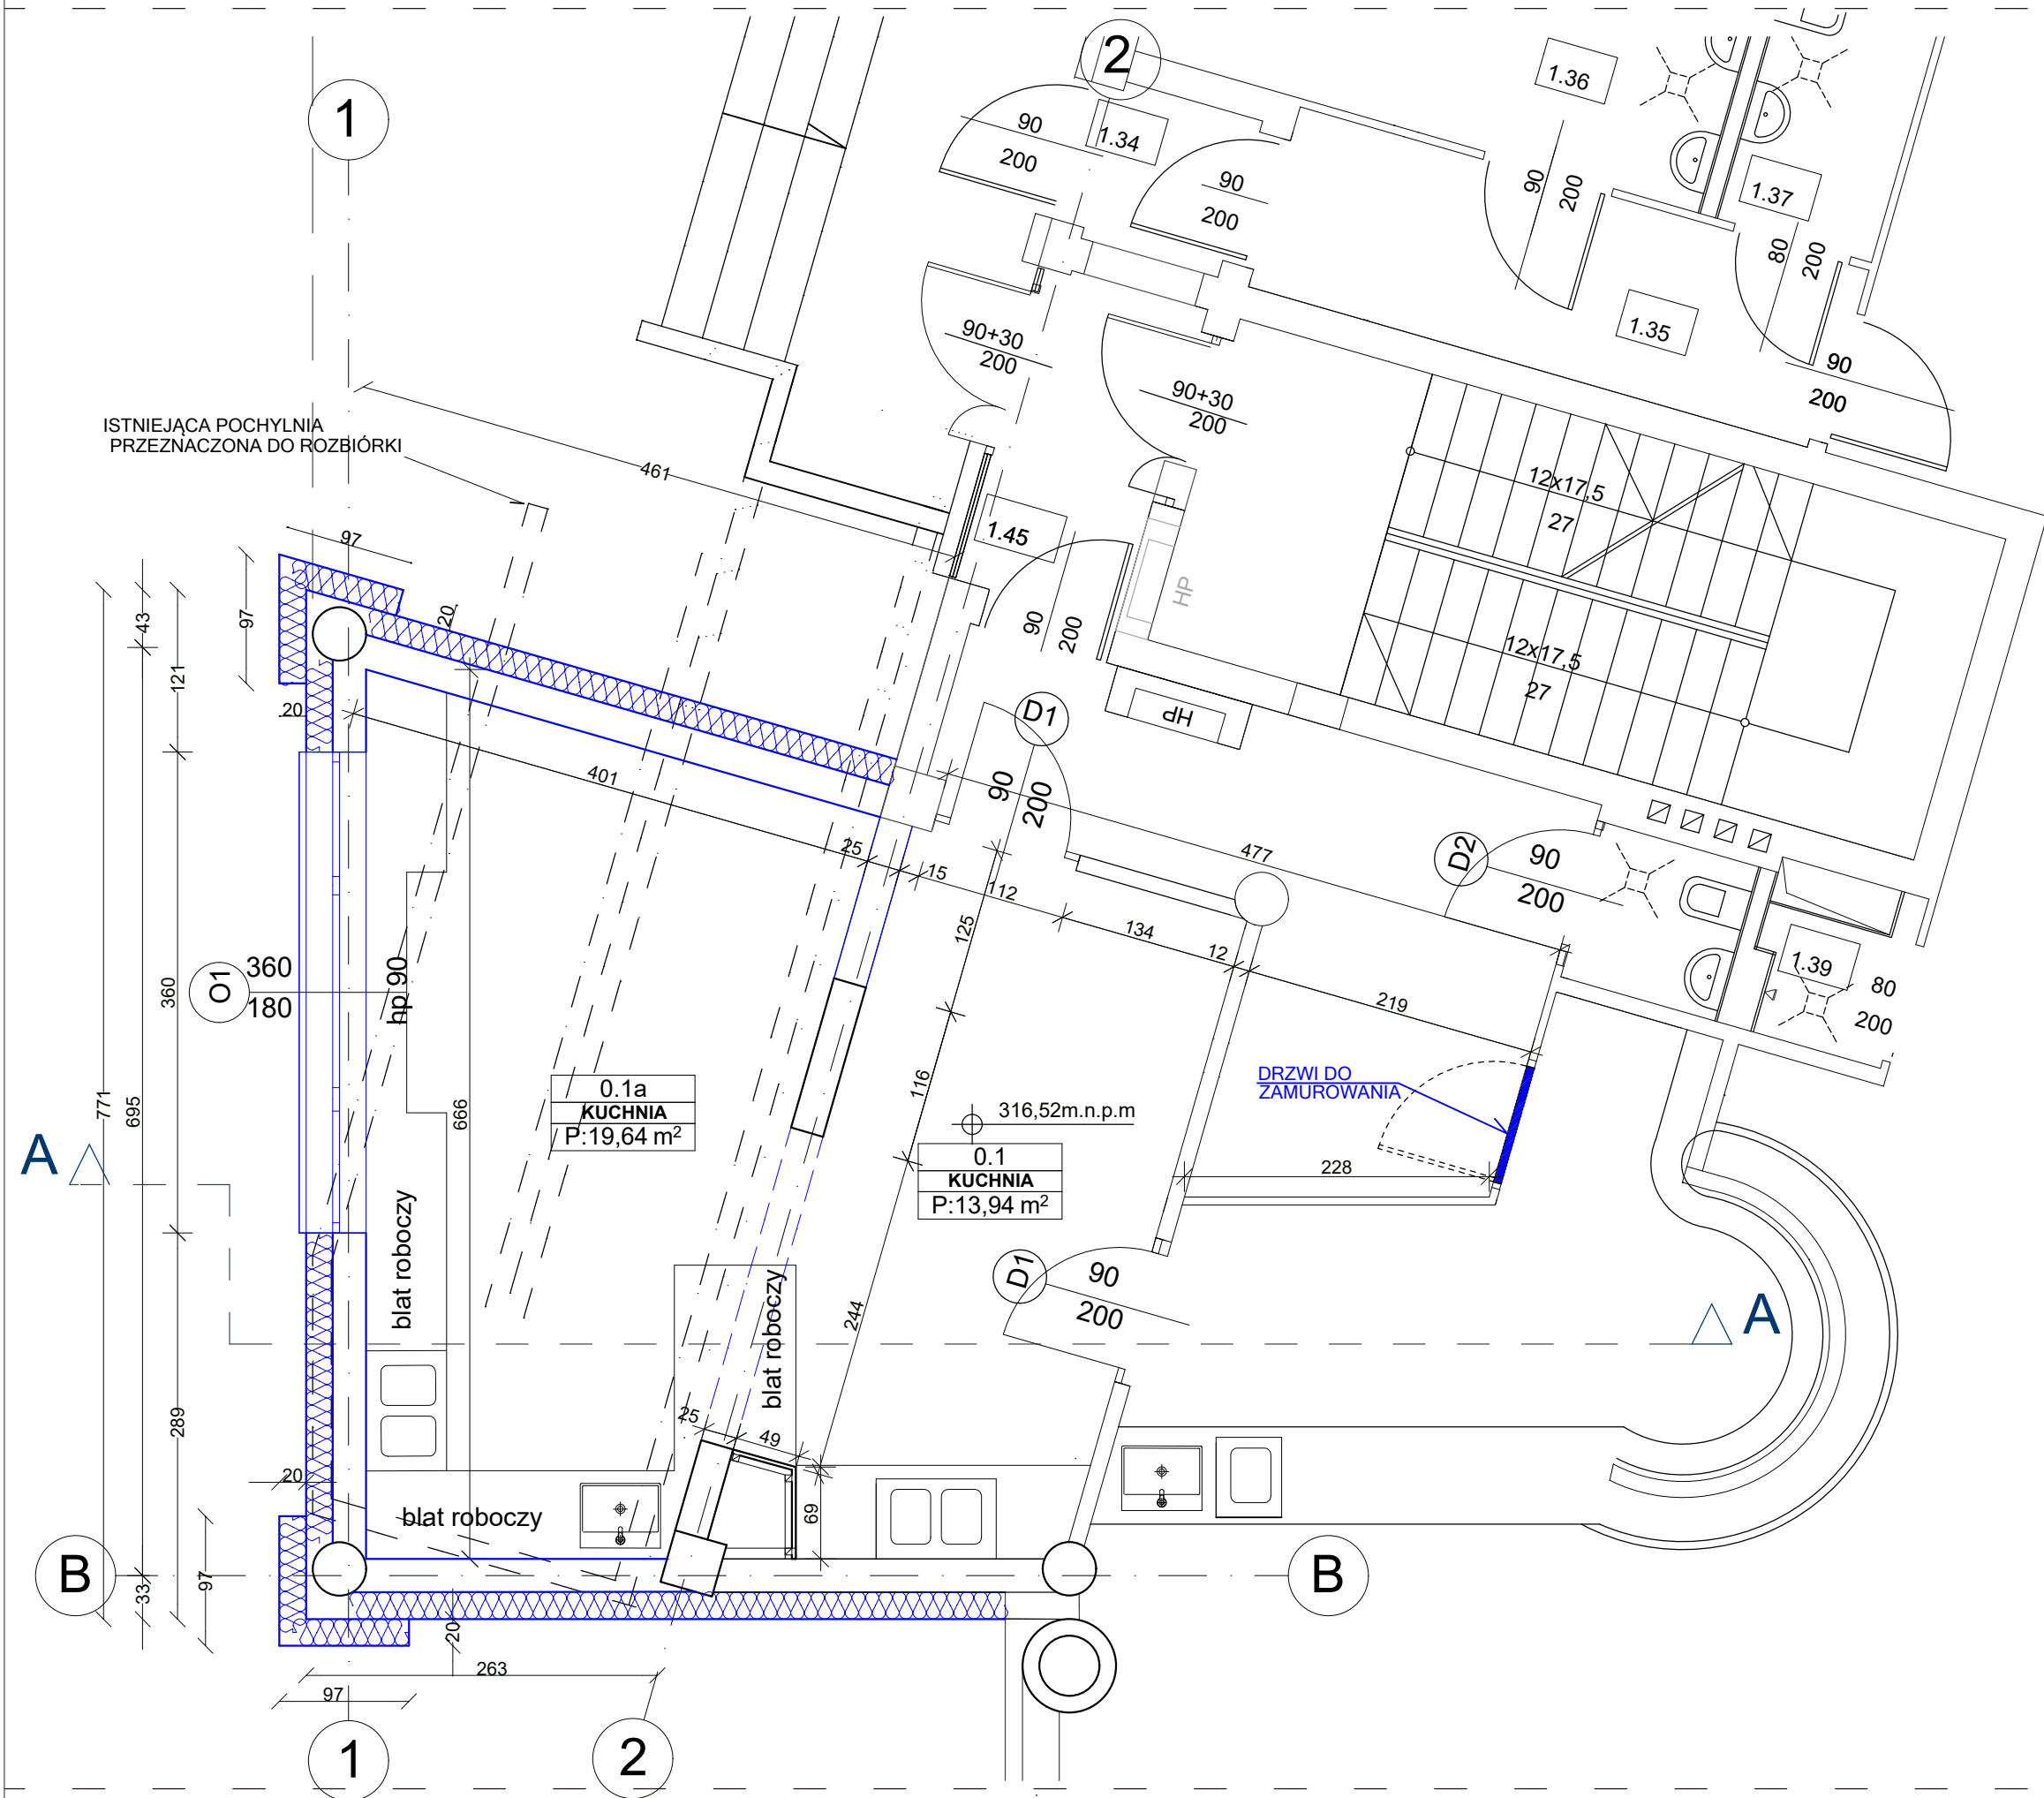 2
1
1.36
90
200
1.34
90
200
90
200
1.37
80
200
1.35
90+30
200
90+30
200
90
200
ISTNIEJĄCA POCHYLNIA
PRZEZNACZONA DO ROZBIÓRKI
461
12x17,5
27
1.45
97
HP
43
97
20
121
90
200
12x17,5
27
20
D1
HP
401
90
200
25
15
477
D2
90
200
112
125
134
12
1.39
80
200
O1
360
180
hp 90
360
219
771
695
666
116
0.1a
KUCHNIA
P:19,64 m²
316,52m.n.p.m
DRZWI DO
ZAMUROWANIA
0.1
KUCHNIA
P:13,94 m²
228
A
blat roboczy
D1
90
200
blat roboczy
244
A
289
25
49
20
blat roboczy
69
B
B
33
97
20
263
97
1
2